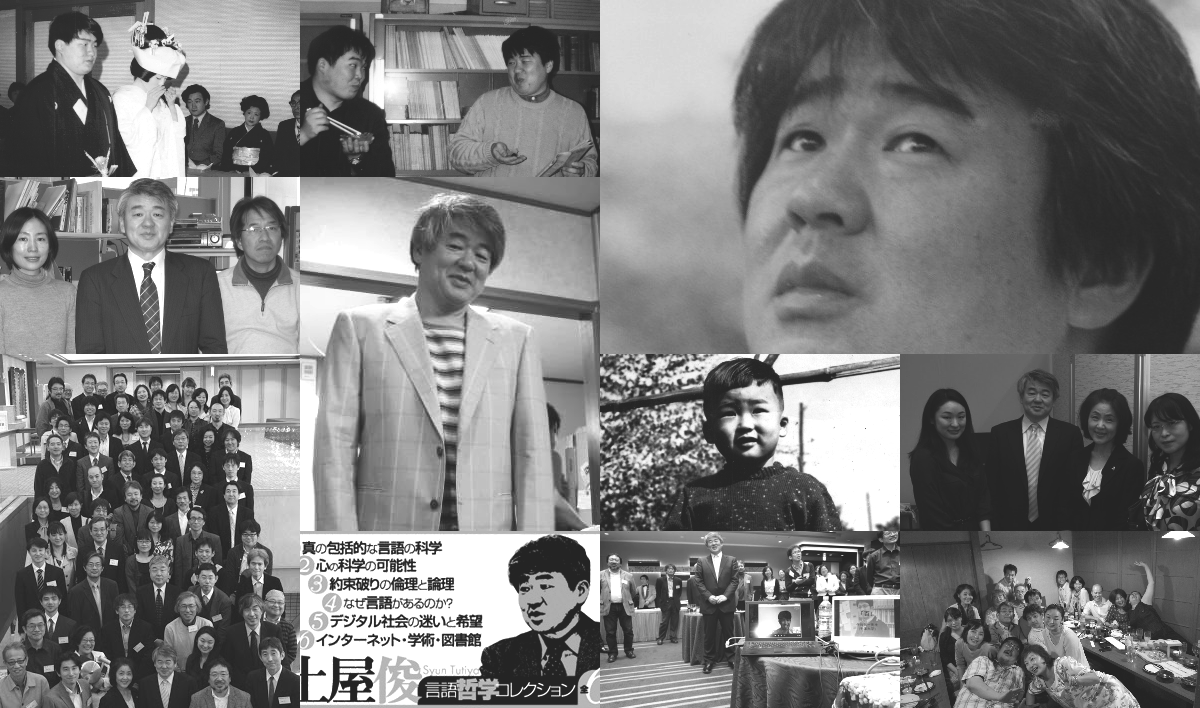 真の包括的な言語の科学
2 心の科学の可能性
3 約束破りの倫理と論理
4 なぜ言語があるのか?
5 デジタル社会の迷いと希望
6 インターネット・学術・図書館
土屋俊 Syun Tutiya
言語哲学コレクション 全6